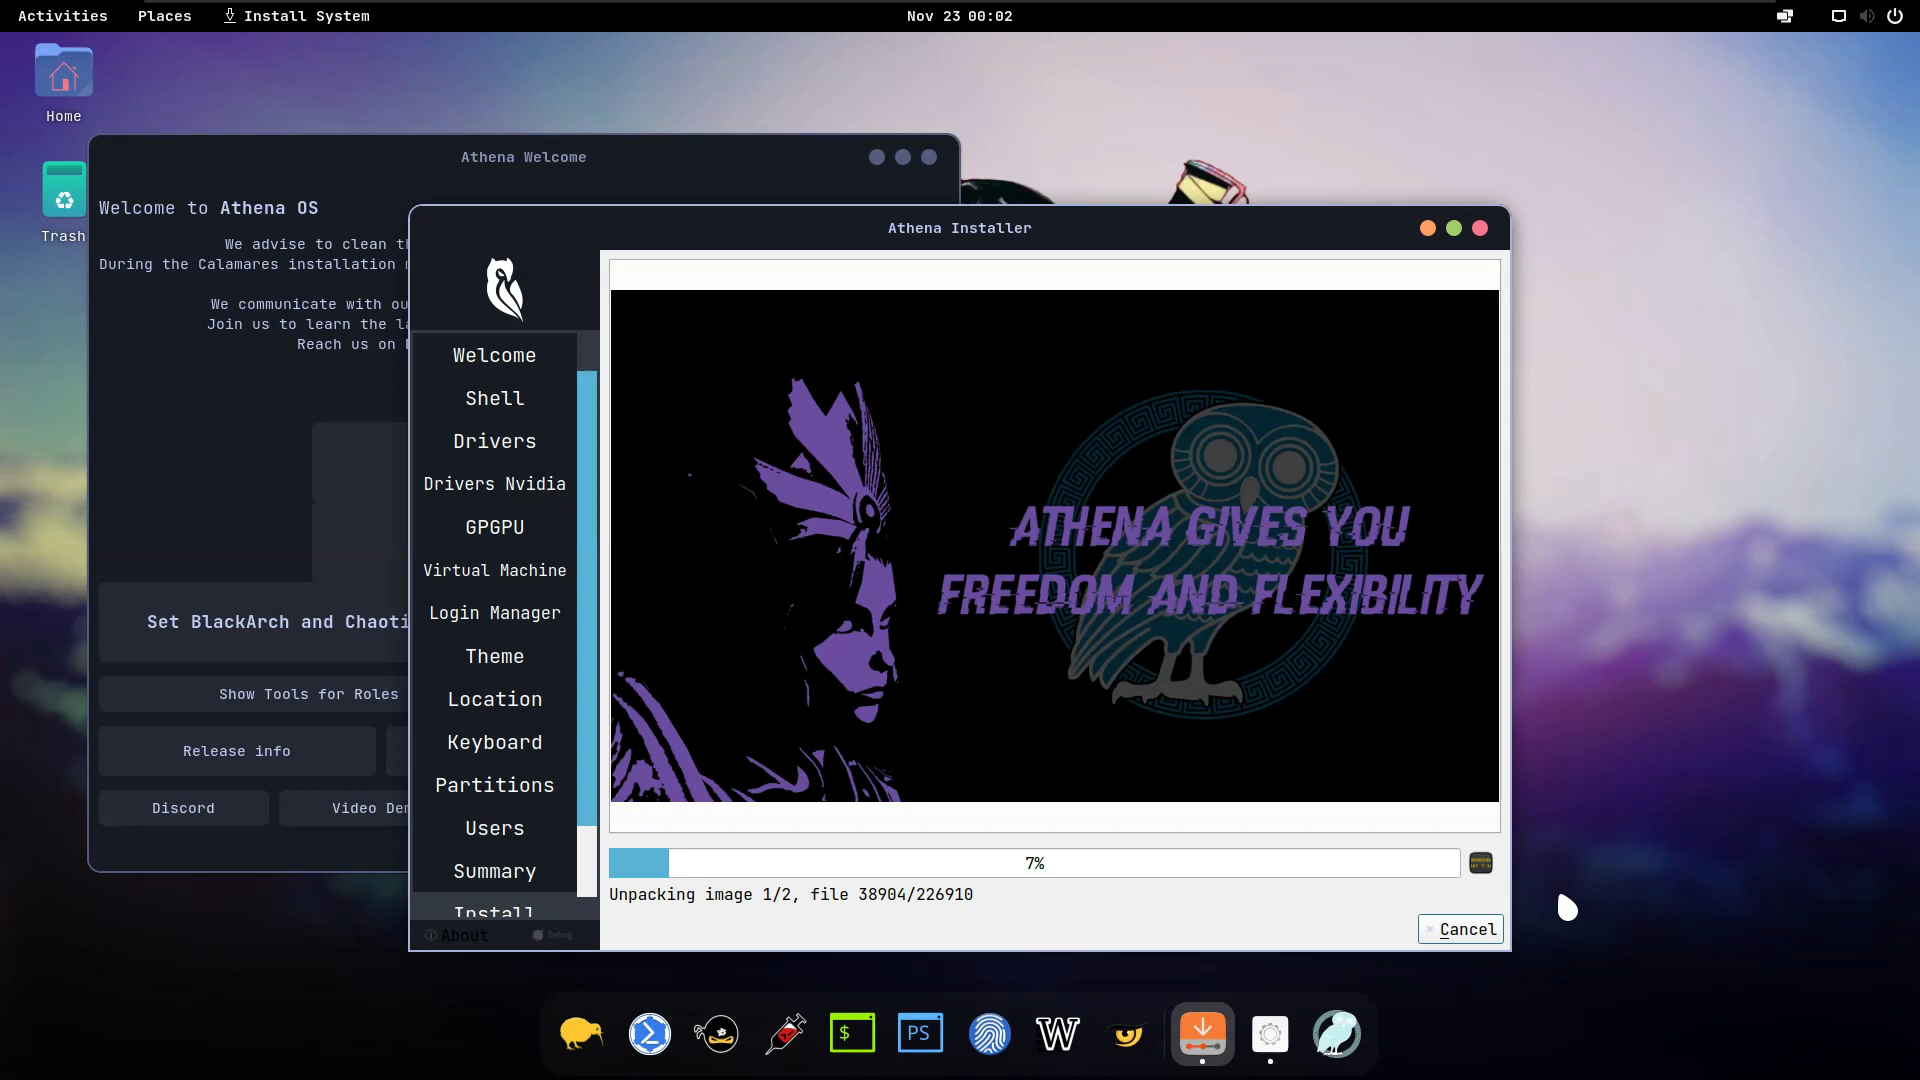 Activities
Places
Install System
Nov 23 00:02
Home
Trash
Athena Welcome
Welcome to Athena OS
We advise to clean th
During the Calamares installation
We communicate with ou
Join us to learn the la
Reach us on
Set BlackArch and Chaoti
Show Tools for Roles
Release info
Discord
Video Dem
Athena Installer
Welcome
Shell
Drivers
Drivers Nvidia
GPGPU
Virtual Machine
Login Manager
Theme
Location
Keyboard
Partitions
Users
Summary
Install
About
Debug
ATHENA GIVES YOU
FREEDOM AND FLEXIBILITY
7%
Unpacking image 1/2, file 38904/226910
Cancel
$
PS
W